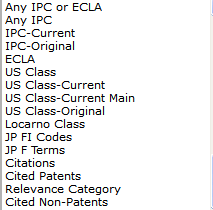 Any IPC or ECLA
Any IPC
IPC-Current
IPC-Original
ECLA
US Class
US Class-Current
US Class-Current Main
US Class-Original
Locarno Class
JP FI Codes
JP F Terms
Citations
Cited Patents
Relevance Category
Cited Non-Patents